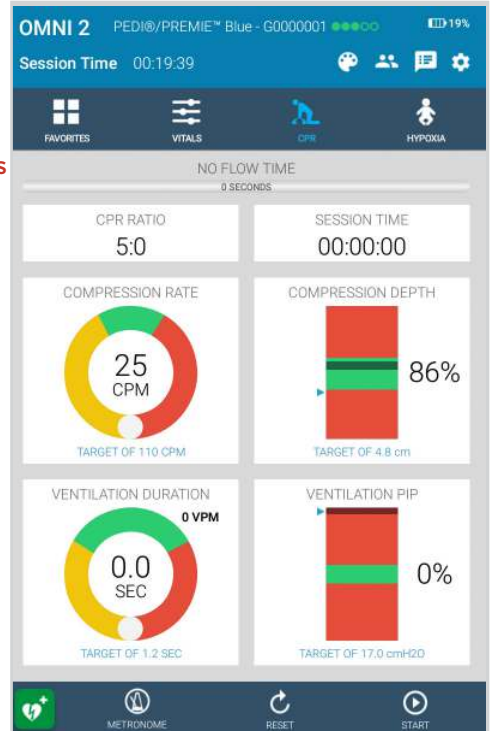 OMNI 2 PEDI®/PREMIE™ Blue - G0000001 19%
Session Time 00:19:39
FAVORITES VITALS CPR HYPOXIA
s
NO FLOW TIME
0 SECONDS
CPR RATIO SESSION TIME
5:0 00:00:00
COMPRESSION RATE COMPRESSION DEPTH
25
CPM
86%
TARGET OF 110 CPM TARGET OF 4.8 cm
VENTILATION DURATION VENTILATION PIP
0 VPM
0.0
SEC
0%
TARGET OF 1.2 SEC TARGET OF 17.0 cmH2O
METRONOME RESET START